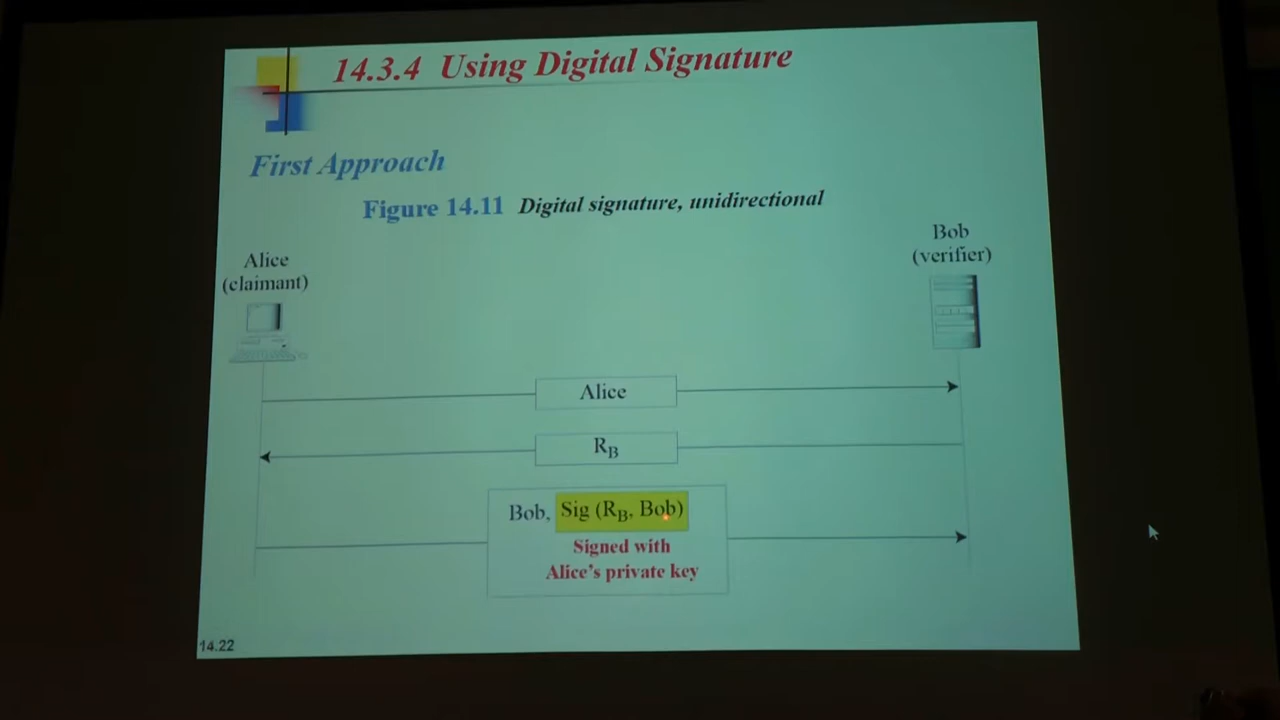 14.3.4 Using Digital Signature
First Approach
Figure 14.11 Digital signature, unidirectional
Alice
(claimant)
Bob
(verifier)
Alice
RB
Bob, Sig (RB, Bob)
Signed with
Alice's private key
14.22